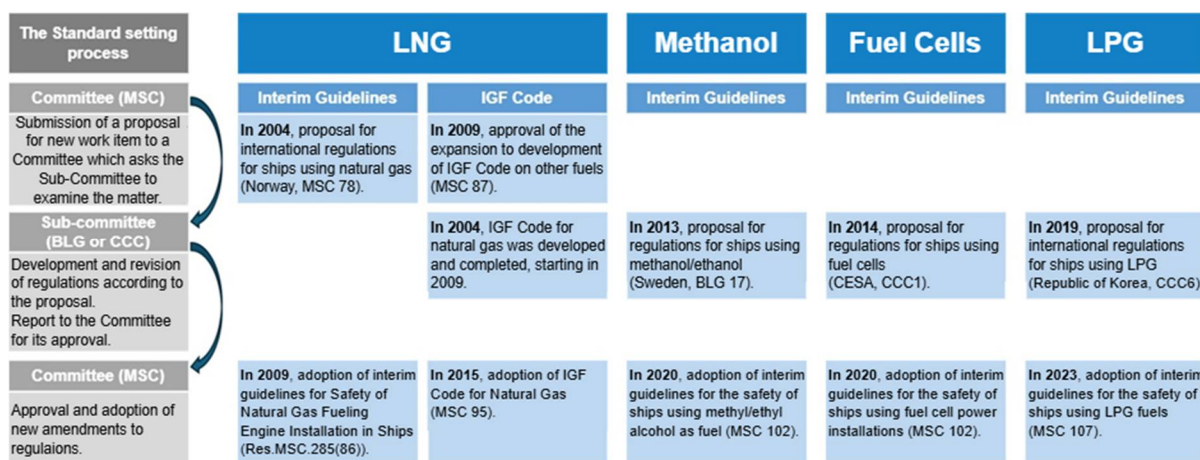 The Standard setting
process
LNG
Methanol
Fuel Cells
LPG
Committee (MSC)
Interim Guidelines
IGF Code
Interim Guidelines
Interim Guidelines
Interim Guidelines
Submission of a proposal
for new work item to a
Committee which asks the
Sub-Committee to
examine the matter.
In 2004, proposal for
international regulations
for ships using natural gas
(Norway, MSC 78).
In 2009, approval of the
expansion to development
of IGF Code on other fuels
(MSC 87).
Sub-committee
(BLG or CCC)
Development and revision
of regulations according to
the proposal.
Report to the Committee
for its approval.
In 2004, IGF Code for
natural gas was developed
and completed, starting in
2009.
In 2013, proposal for
regulations for ships using
methanol/ethanol
(Sweden, BLG 17).
In 2014, proposal for
regulations for ships using
fuel cells
(CESA, CCC1).
In 2019, proposal for
international regulations
for ships using LPG
(Republic of Korea, CCC6)
Committee (MSC)
Approval and adoption of
new amendments to
regulaions.
In 2009, adoption of interim
guidelines for Safety of
Natural Gas Fueling
Engine Installation in Ships
(Res.MSC.285(86)).
In 2015, adoption of IGF
Code for Natural Gas
(MSC 95).
In 2020, adoption of interim
guidelines for the safety of
ships using methyl/ethyl
alcohol as fuel (MSC 102).
In 2020, adoption of interim
guidelines for the safety of
ships using fuel cell power
installations (MSC 102).
In 2023, adoption of interim
guidelines for the safety of
ships using LPG fuels
(MSC 107).